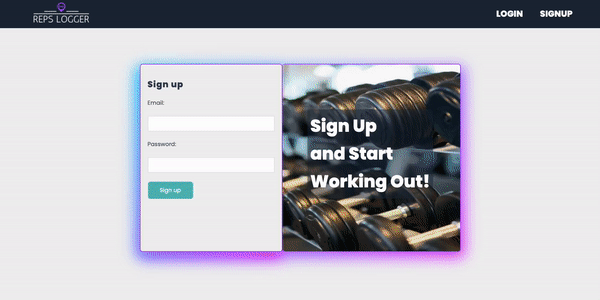 REPS LOGGER
LOGIN SIGNUP
Sign up
Email:
Password:
Sign up
Sign Up
and Start
Working Out!